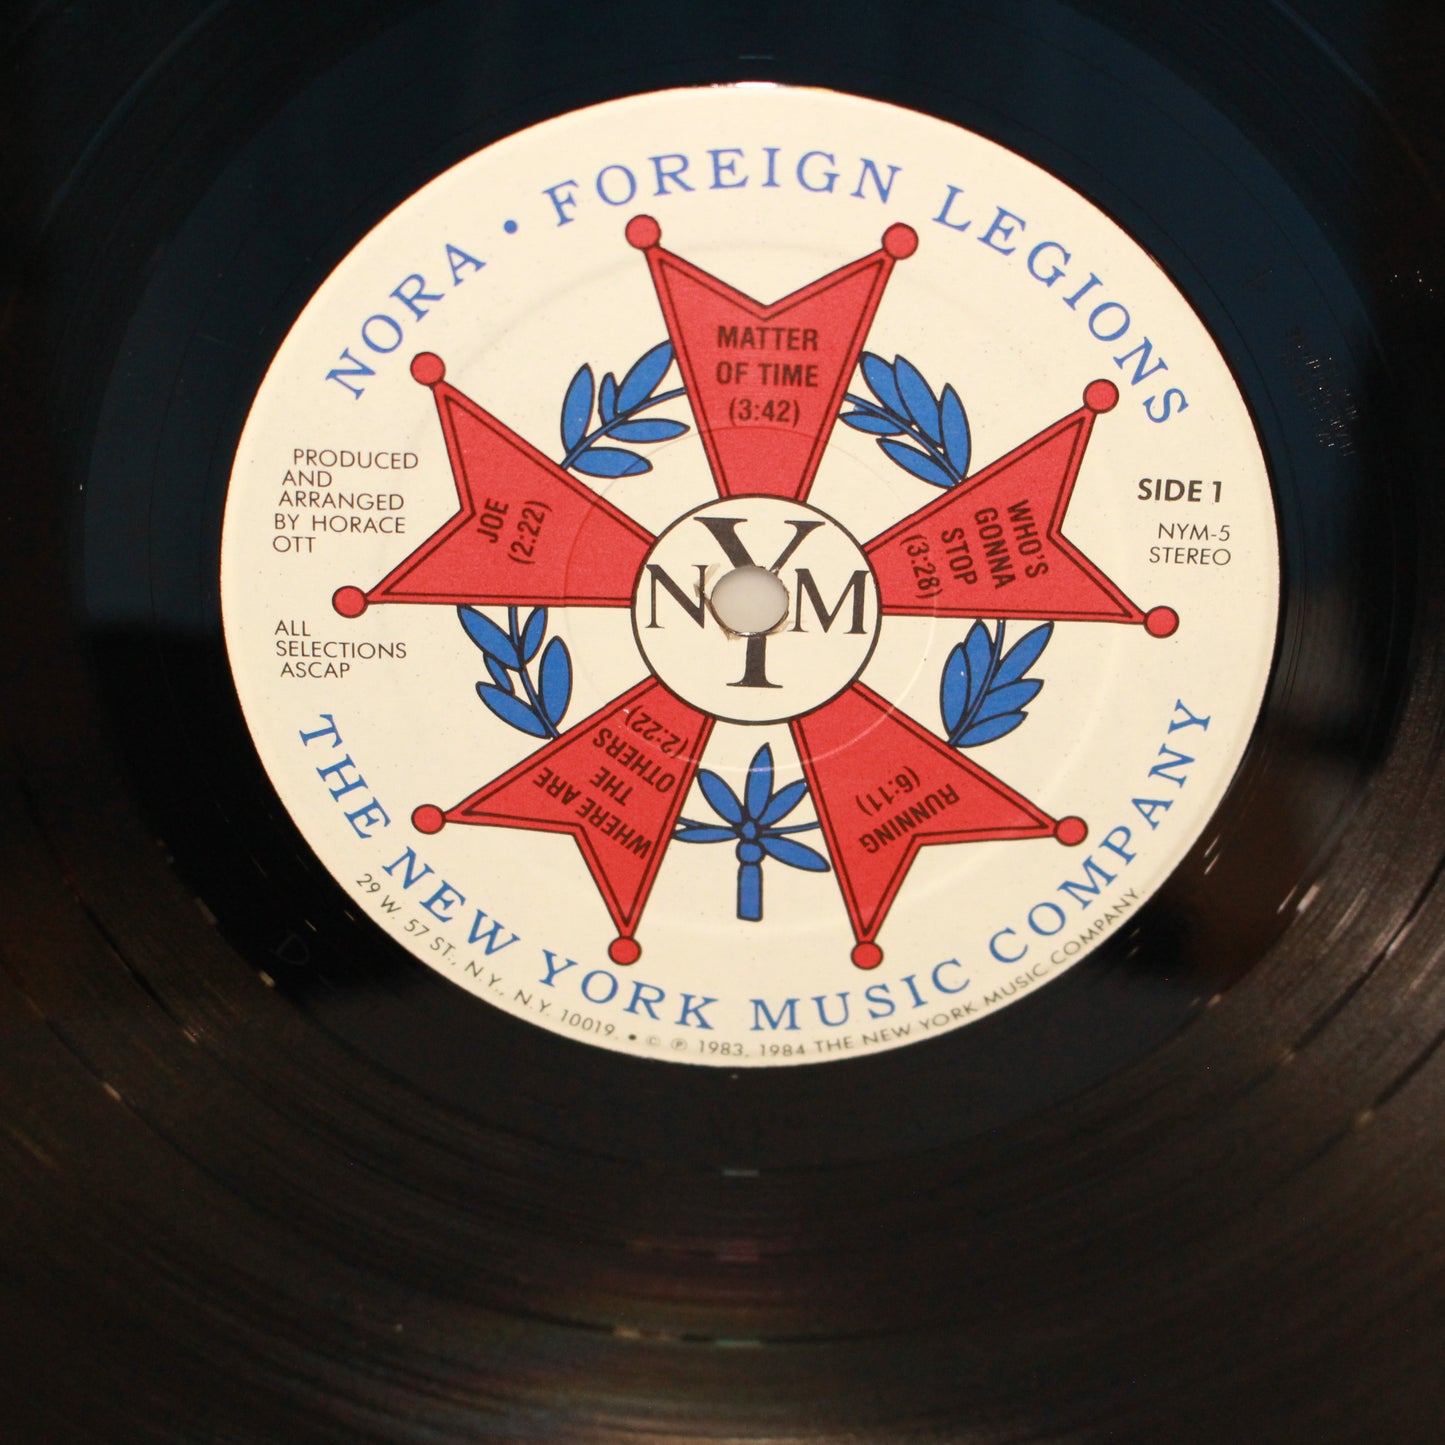 NORA • FOREIGN LEGIONS
MATTER
OF TIME
(3:42)
WHO'S
GONNA
STOP
(3:28)
RUNNING
(6:11)
WHERE ARE
THE
OTHERS
(2:22)
JOE
(2:22)
PRODUCED
AND
ARRANGED
BY HORACE
OTT
ALL
SELECTIONS
ASCAP
SIDE 1
NYM-5
STEREO
NYM
THE NEW YORK MUSIC COMPANY
29 W. 57 ST., N.Y., N.Y. 10019. • © ℗ 1983, 1984 THE NEW YORK MUSIC COMPANY.